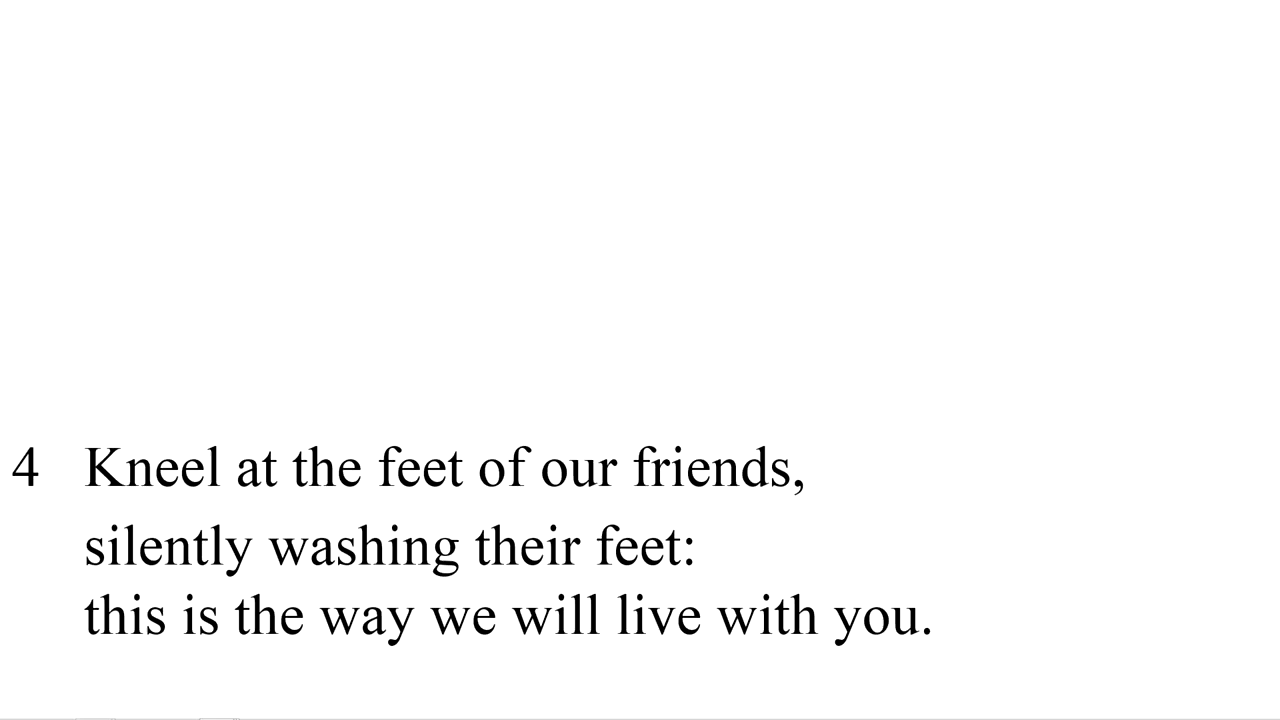 4 Kneel at the feet of our friends,
silently washing their feet:
this is the way we will live with you.